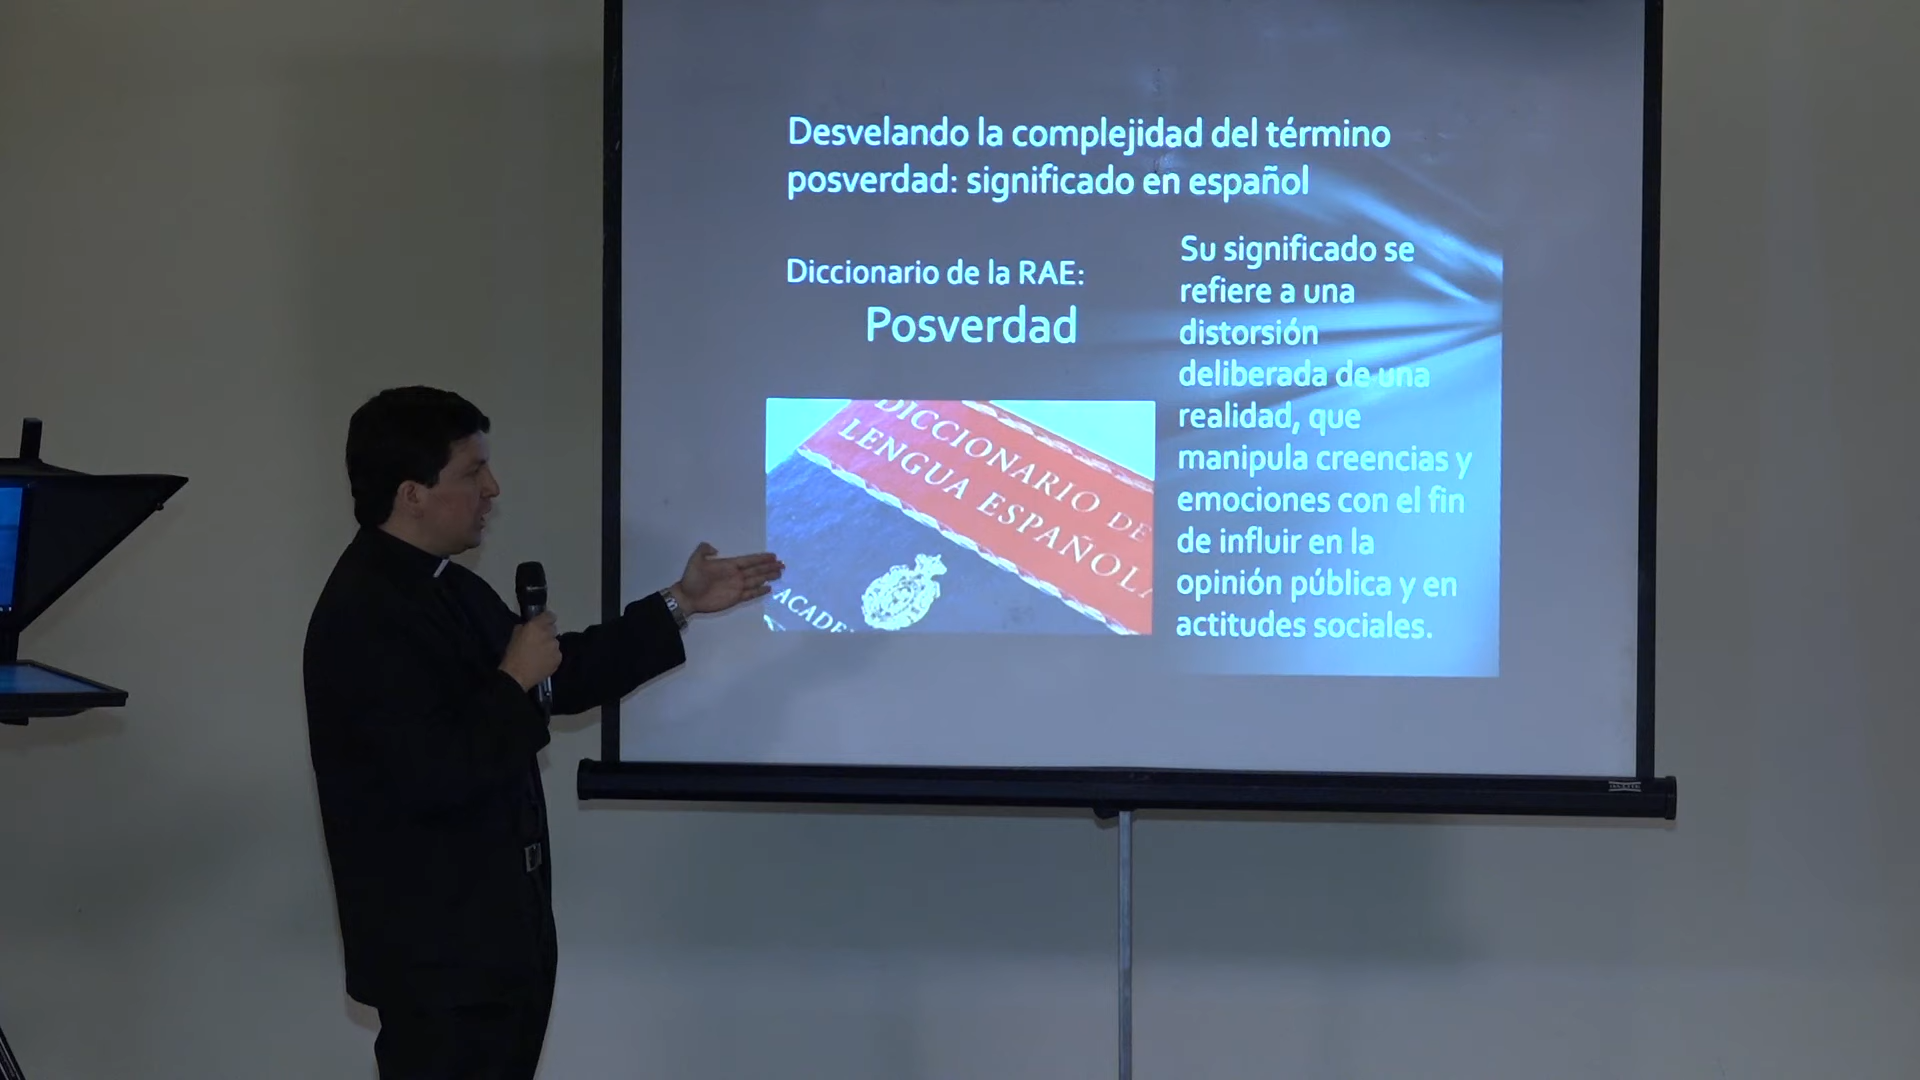 Desvelando la complejidad del término
posverdad: significado en español
Diccionario de la RAE:
Posverdad
Su significado se
refiere a una
distorsión
deliberada de una
realidad, que
manipula creencias y
emociones con el fin
de influir en la
opinión pública y en
actitudes sociales.
DICCIONARIO DE
LENGUA ESPAÑOLA